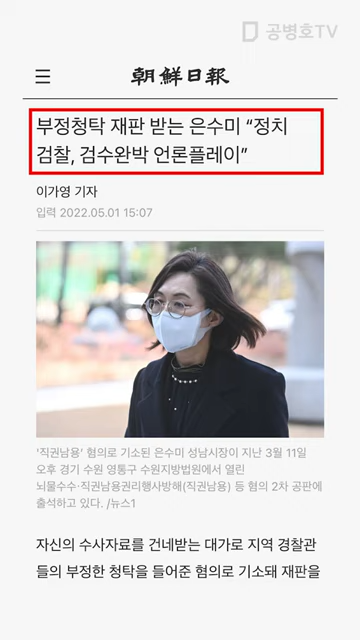 공병호TV
朝鮮日報
부정청탁 재판 받는 은수미 “정치
검찰, 검수완박 언론플레이”
이가영 기자
입력 2022.05.01 15:07
'직권남용' 혐의로 기소된 은수미 성남시장이 지난 3월 11일
오후 경기 수원 영통구 수원지방법원에서 열린
뇌물수수·직권남용권리행사방해(직권남용) 등 혐의 2차 공판에
출석하고 있다. /뉴스1
자신의 수사자료를 건네받는 대가로 지역 경찰관
들의 부정한 청탁을 들어준 혐의로 기소돼 재판을